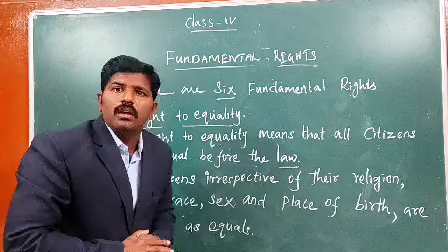 Class-IV
FUNDAMENTAL RIGHTS
are Six Fundamental Rights
to equality.
to equality means that all Citizens
before the law.
irrespective of their religion,
sex and place of birth, are
as equals.